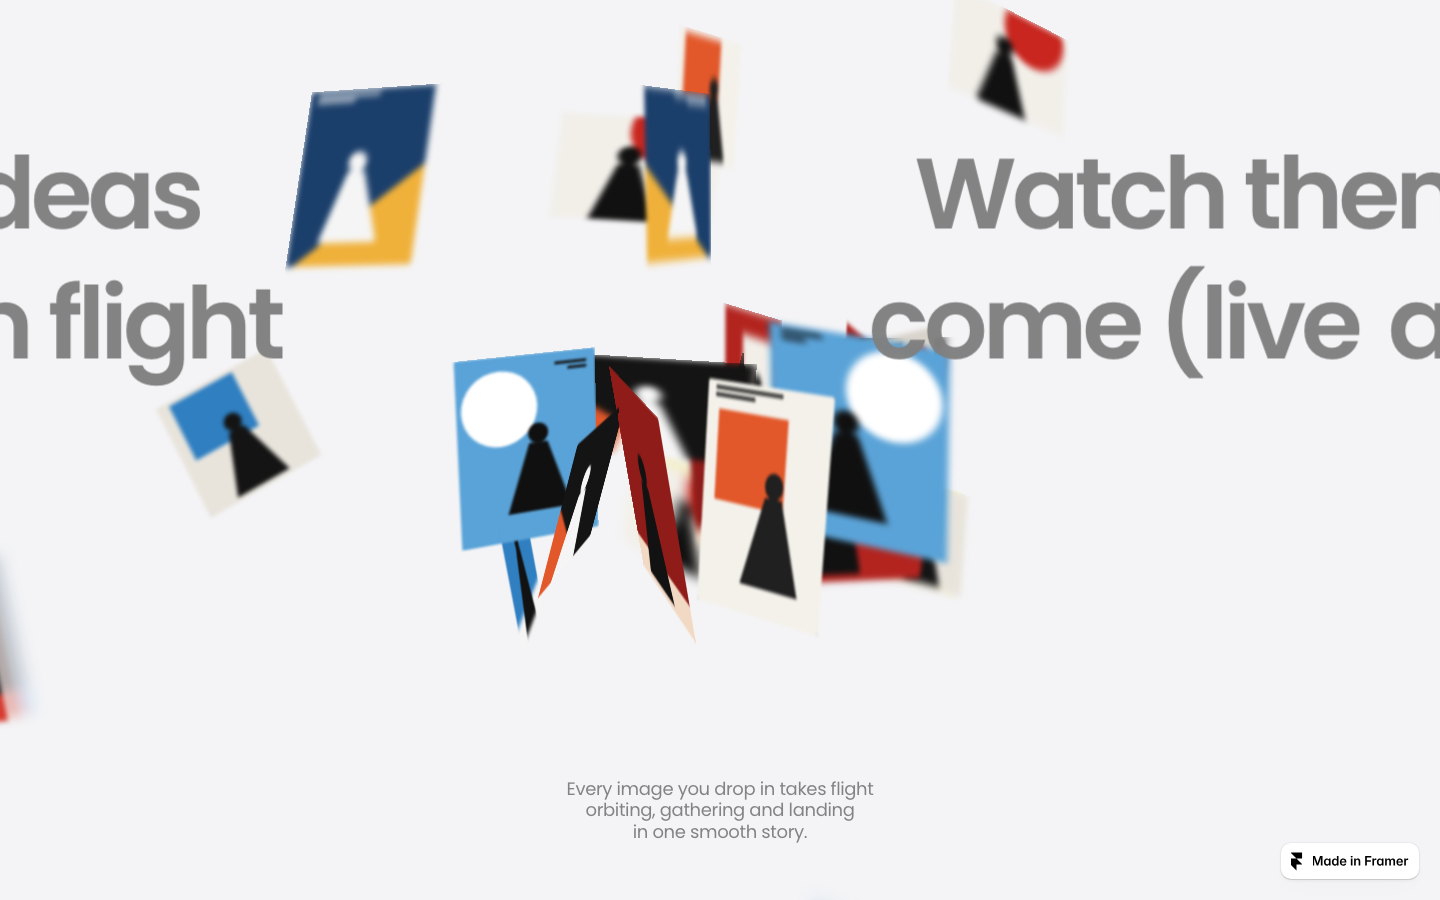 deas
n flight
Watch then
come (live a
Every image you drop in takes flight
orbiting, gathering and landing
in one smooth story.
Made in Framer